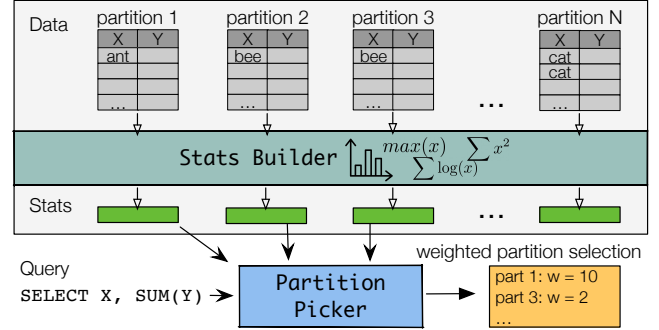 Data
partition 1
partition 2
partition 3
partition N
X Y
X Y
X Y
X Y
ant
bee
bee
cat
cat
...
...
...
...
...
Stats Builder
max(x) ∑ x²
∑ log(x)
Stats
...
Query
SELECT X, SUM(Y)
Partition
Picker
weighted partition selection
part 1: w = 10
part 3: w = 2
...